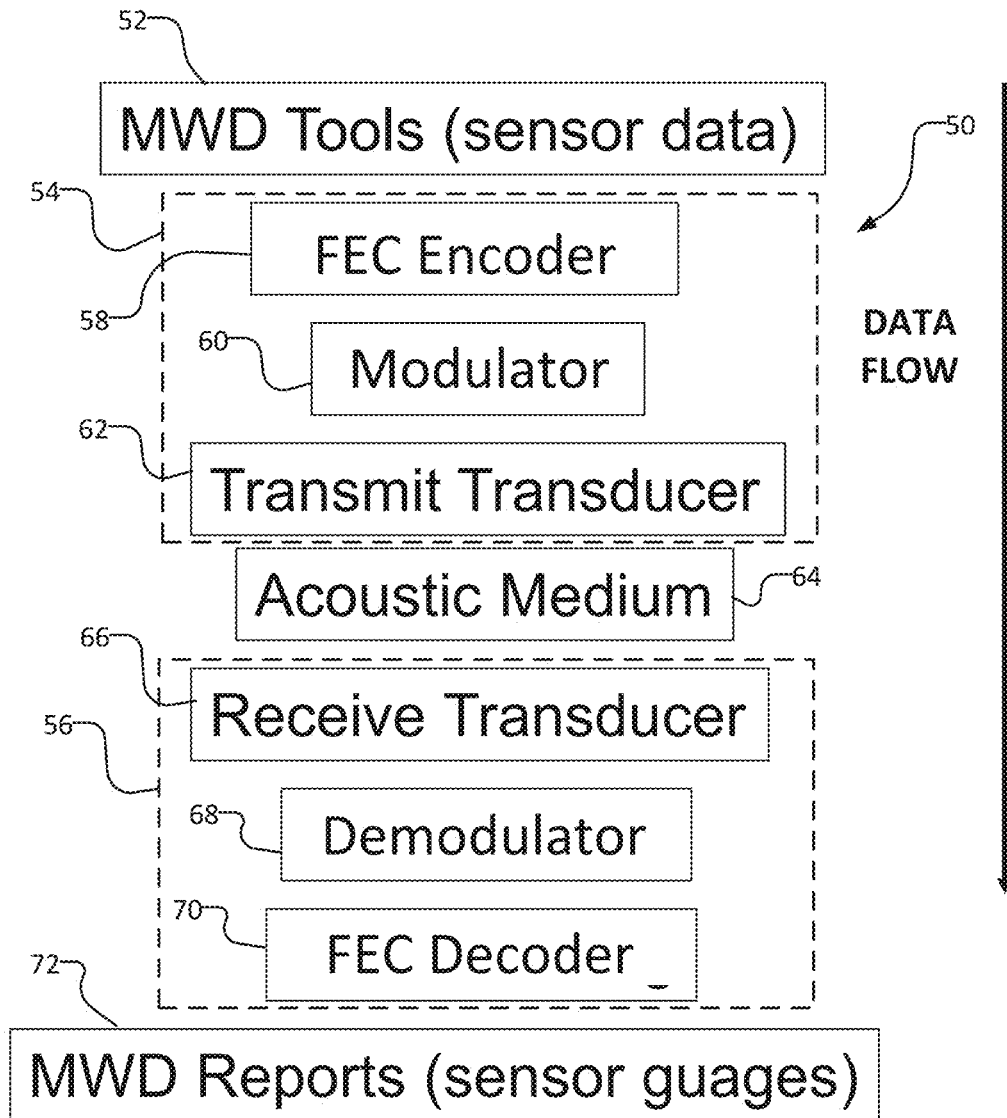 52
MWD Tools (sensor data)
50
54
FEC Encoder
58
DATA
FLOW
60
Modulator
62
Transmit Transducer
Acoustic Medium
64
66
Receive Transducer
56
68
Demodulator
70
FEC Decoder
72
MWD Reports (sensor guages)